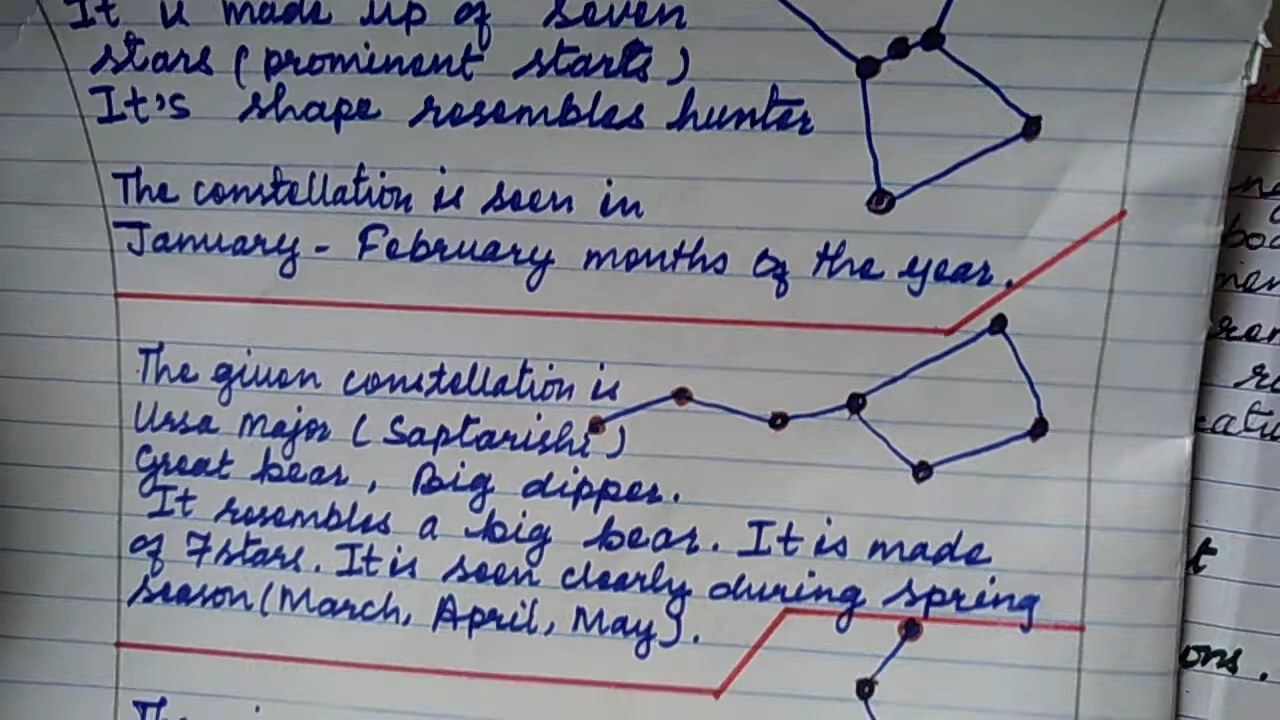 It is made up of seven
stars (prominent starts)
It's shape resembles hunter
The constellation is seen in
January - February months of the year.
The given constellation is
Ursa Major (Saptarishi)
Great bear, Big dipper.
It resembles a big bear. It is made
of 7 stars. It is seen clearly during spring
season (March, April, May).
The
ons.